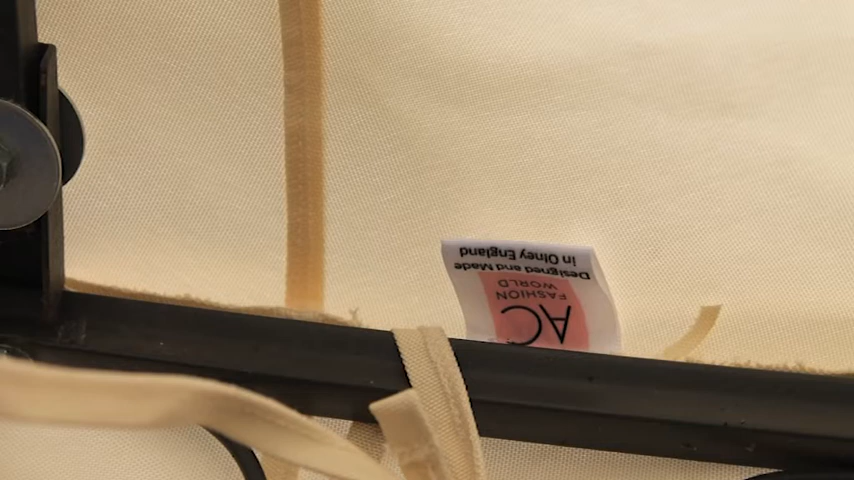 AC
FASHION
WORLD
Designed and Made
in Olney England